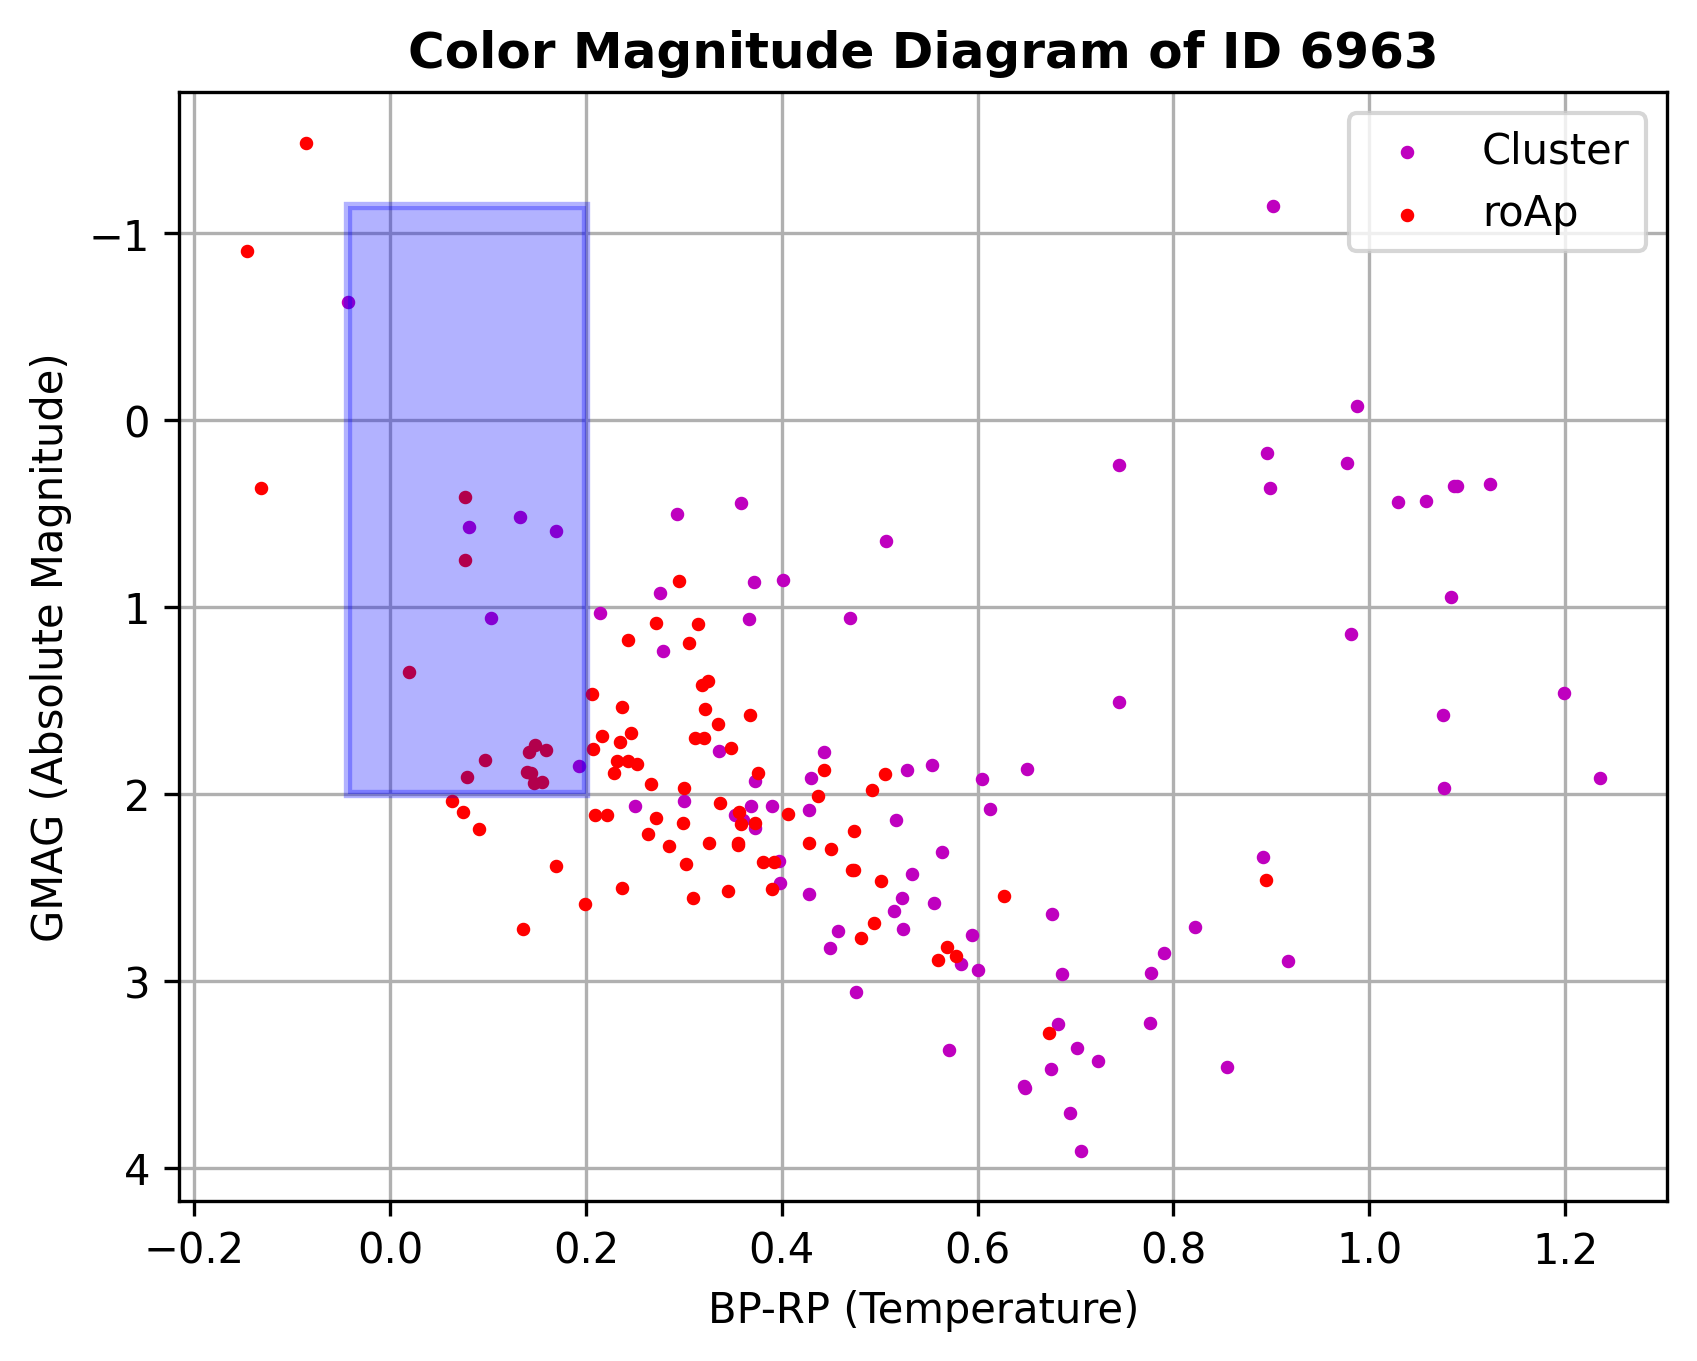 Color Magnitude Diagram of ID 6963
Cluster
roAp
−1
0
1
2
3
4
GMAG (Absolute Magnitude)
−0.2 0.0 0.2 0.4 0.6 0.8 1.0 1.2
BP-RP (Temperature)